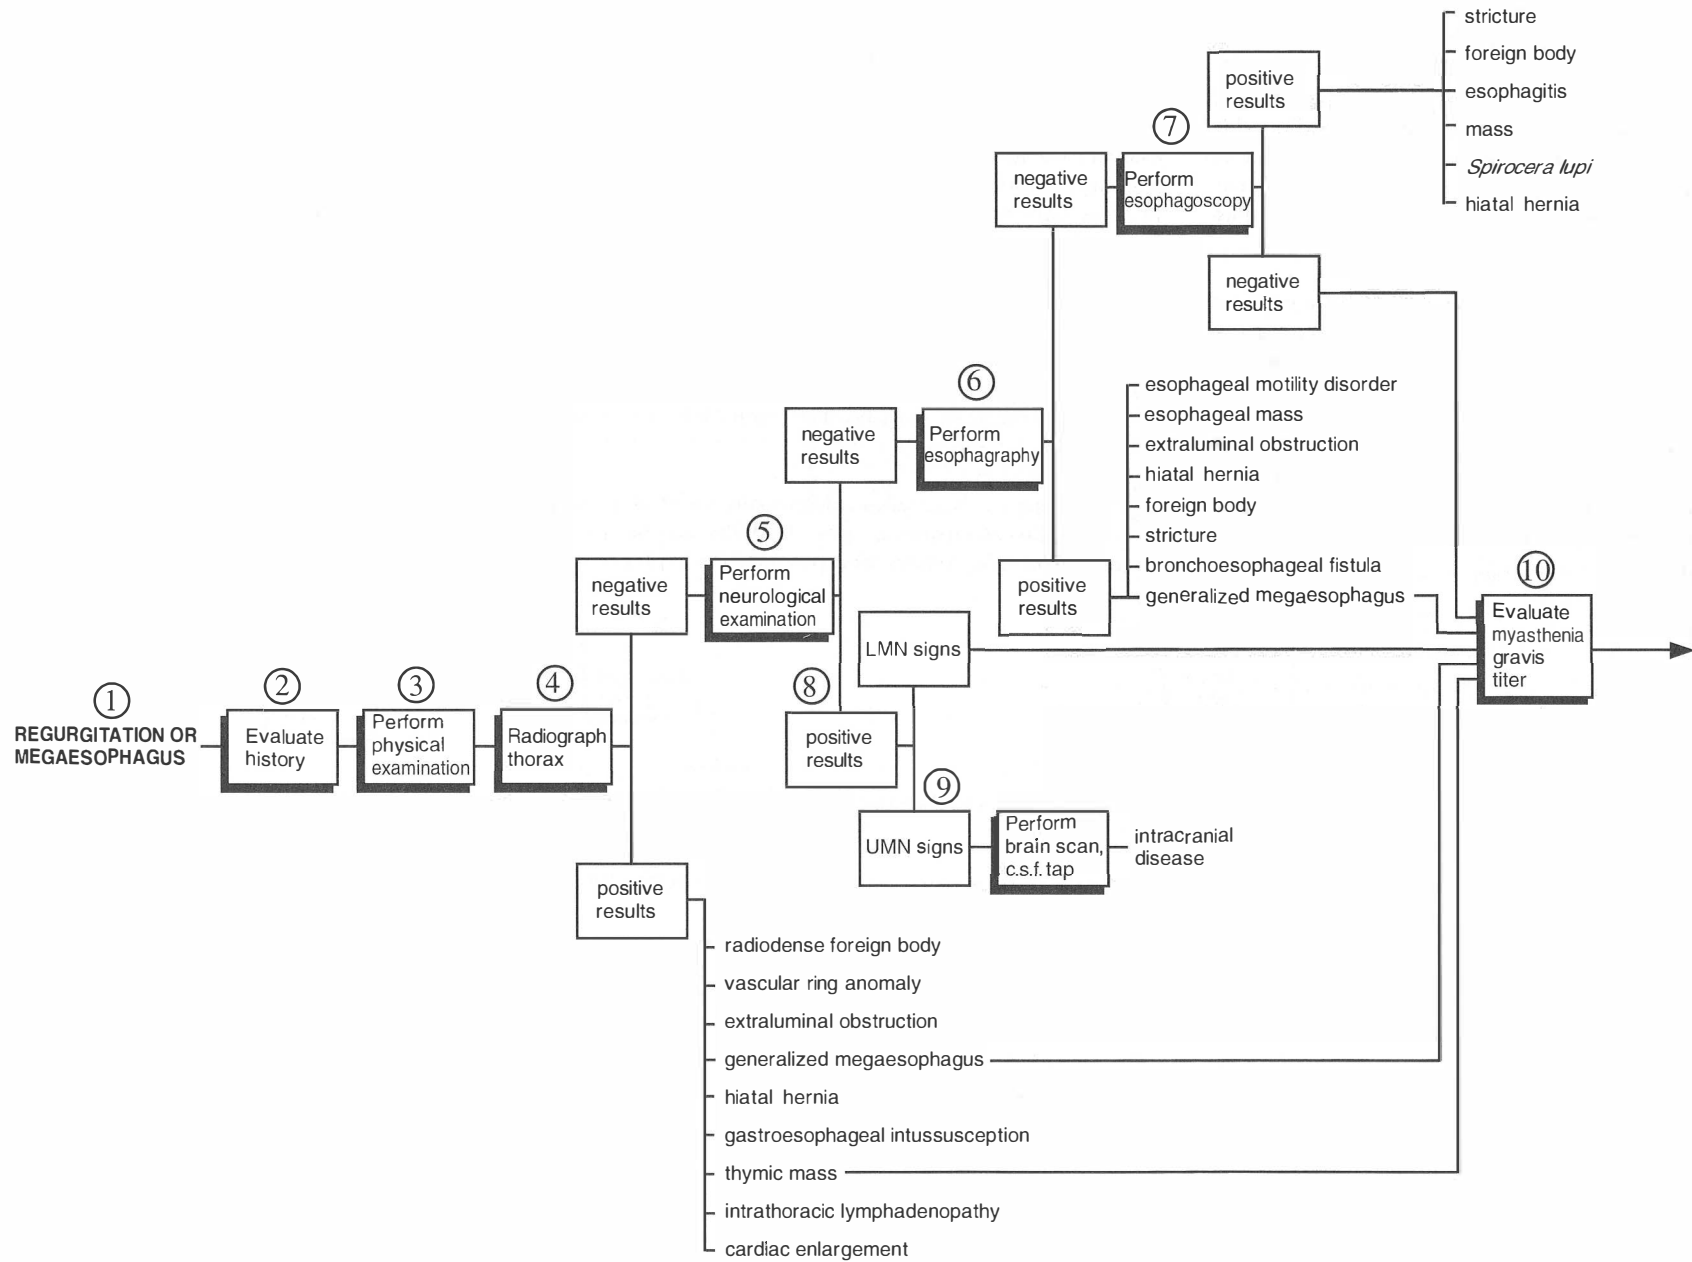 stricture
foreign body
esophagitis
mass
Spirocera lupi
hiatal hernia
positive
results
7
negative
results
Perform
esophagoscopy
negative
results
6
negative
results
Perform
esophagraphy
esophageal motility disorder
esophageal mass
extraluminal obstruction
hiatal hernia
foreign body
stricture
bronchoesophageal fistula
generalized megaesophagus
positive
results
5
negative
results
Perform
neurological
examination
10
Evaluate
myasthenia
gravis
titer
LMN signs
8
positive
results
9
UMN signs
Perform
brain scan,
c.s.f. tap
intracranial
disease
1
REGURGITATION OR
MEGAESOPHAGUS
2
Evaluate
history
3
Perform
physical
examination
4
Radiograph
thorax
positive
results
radiodense foreign body
vascular ring anomaly
extraluminal obstruction
generalized megaesophagus
hiatal hernia
gastroesophageal intussusception
thymic mass
intrathoracic lymphadenopathy
cardiac enlargement